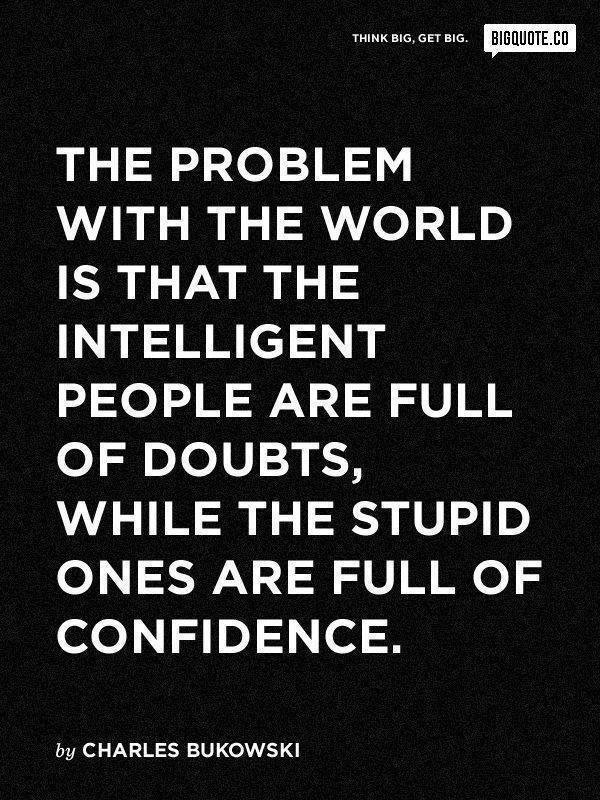 THINK BIG, GET BIG. BIGQUOTE.CO
THE PROBLEM
WITH THE WORLD
IS THAT THE
INTELLIGENT
PEOPLE ARE FULL
OF DOUBTS,
WHILE THE STUPID
ONES ARE FULL OF
CONFIDENCE.
by CHARLES BUKOWSKI